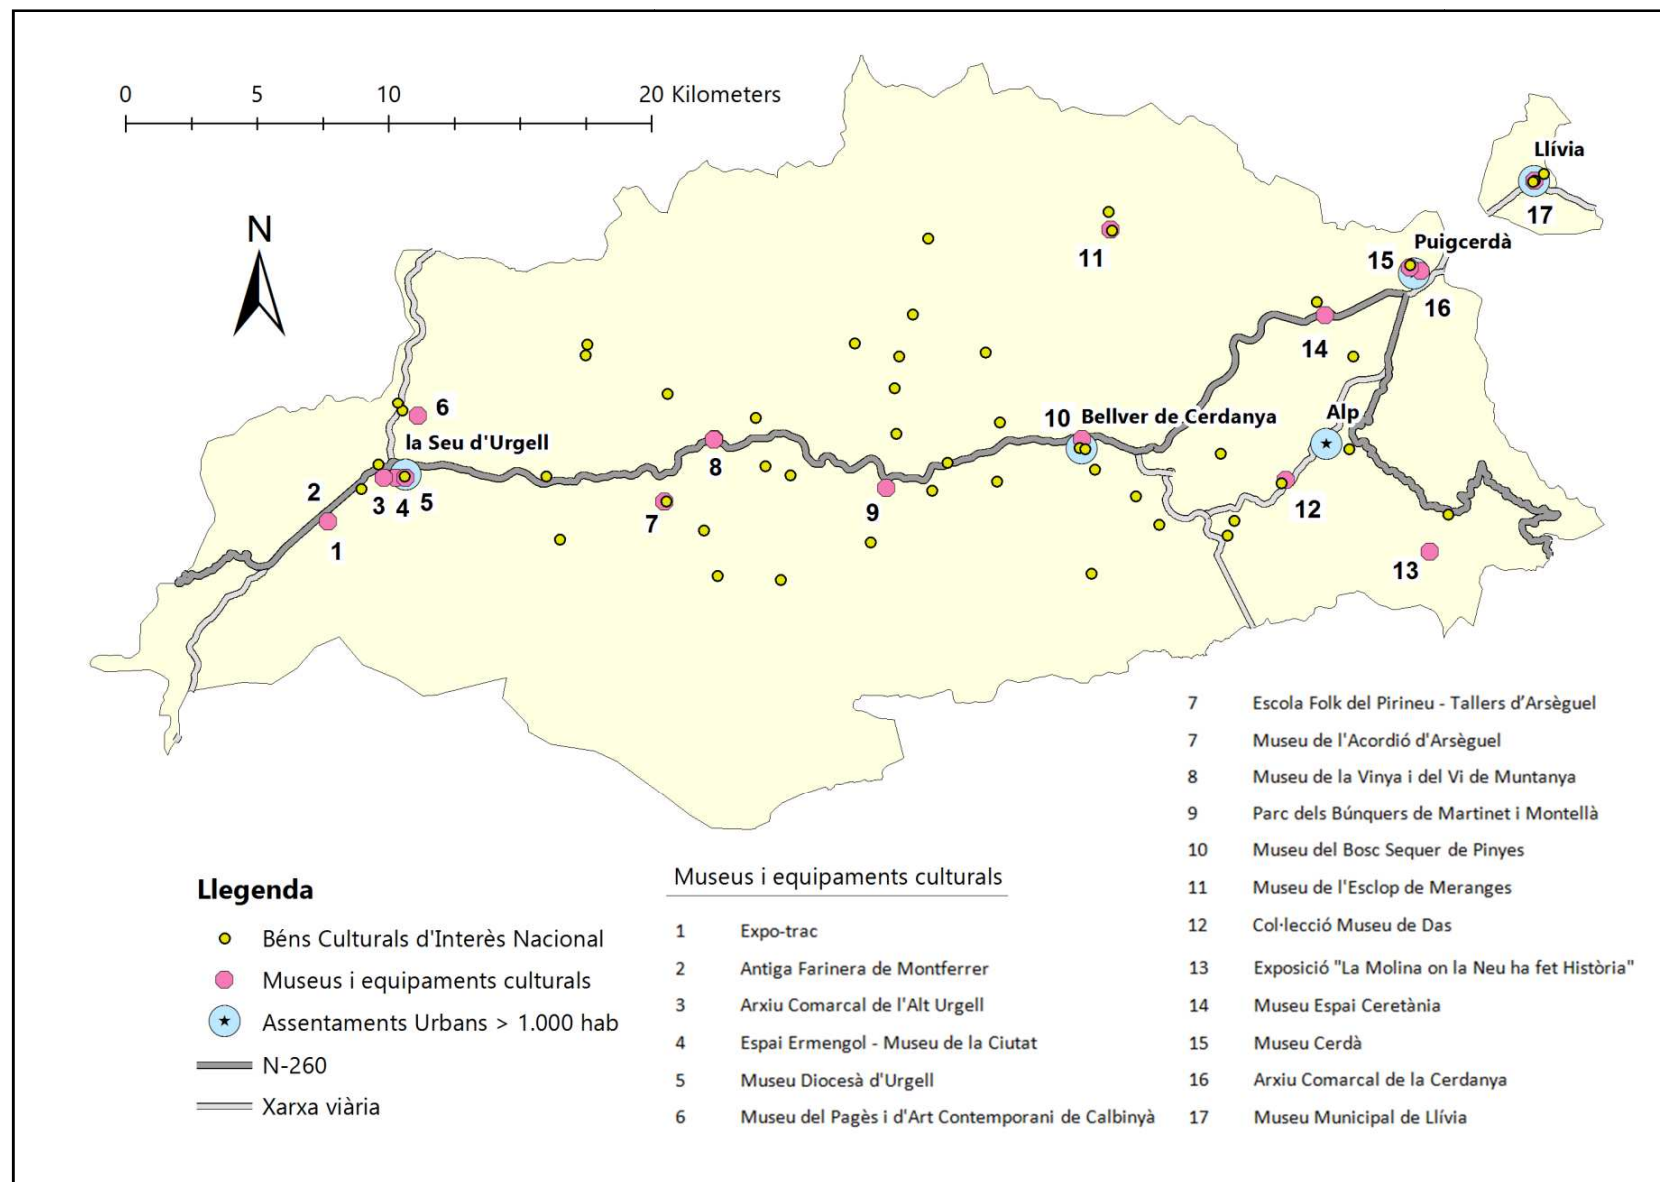 0 5 10 20 Kilometers
N
Llívia
17
Puigcerdà
15
16
11
14
10 Bellver de Cerdanya
Alp
6
la Seu d'Urgell
8
2
3 4 5
1
7
9
12
13
Llegenda
Béns Culturals d'Interès Nacional
Museus i equipaments culturals
Assentaments Urbans > 1.000 hab
N-260
Xarxa viària
Museus i equipaments culturals
1 Expo-trac
2 Antiga Farinera de Montferrer
3 Arxiu Comarcal de l'Alt Urgell
4 Espai Ermengol - Museu de la Ciutat
5 Museu Diocesà d'Urgell
6 Museu del Pagès i d'Art Contemporani de Calbinyà
7 Escola Folk del Pirineu - Tallers d’Arsèguel
7 Museu de l'Acordió d'Arsèguel
8 Museu de la Vinya i del Vi de Muntanya
9 Parc dels Búnquers de Martinet i Montellà
10 Museu del Bosc Sequer de Pinyes
11 Museu de l'Esclop de Meranges
12 Col·lecció Museu de Das
13 Exposició "La Molina on la Neu ha fet Història"
14 Museu Espai Ceretània
15 Museu Cerdà
16 Arxiu Comarcal de la Cerdanya
17 Museu Municipal de Llívia